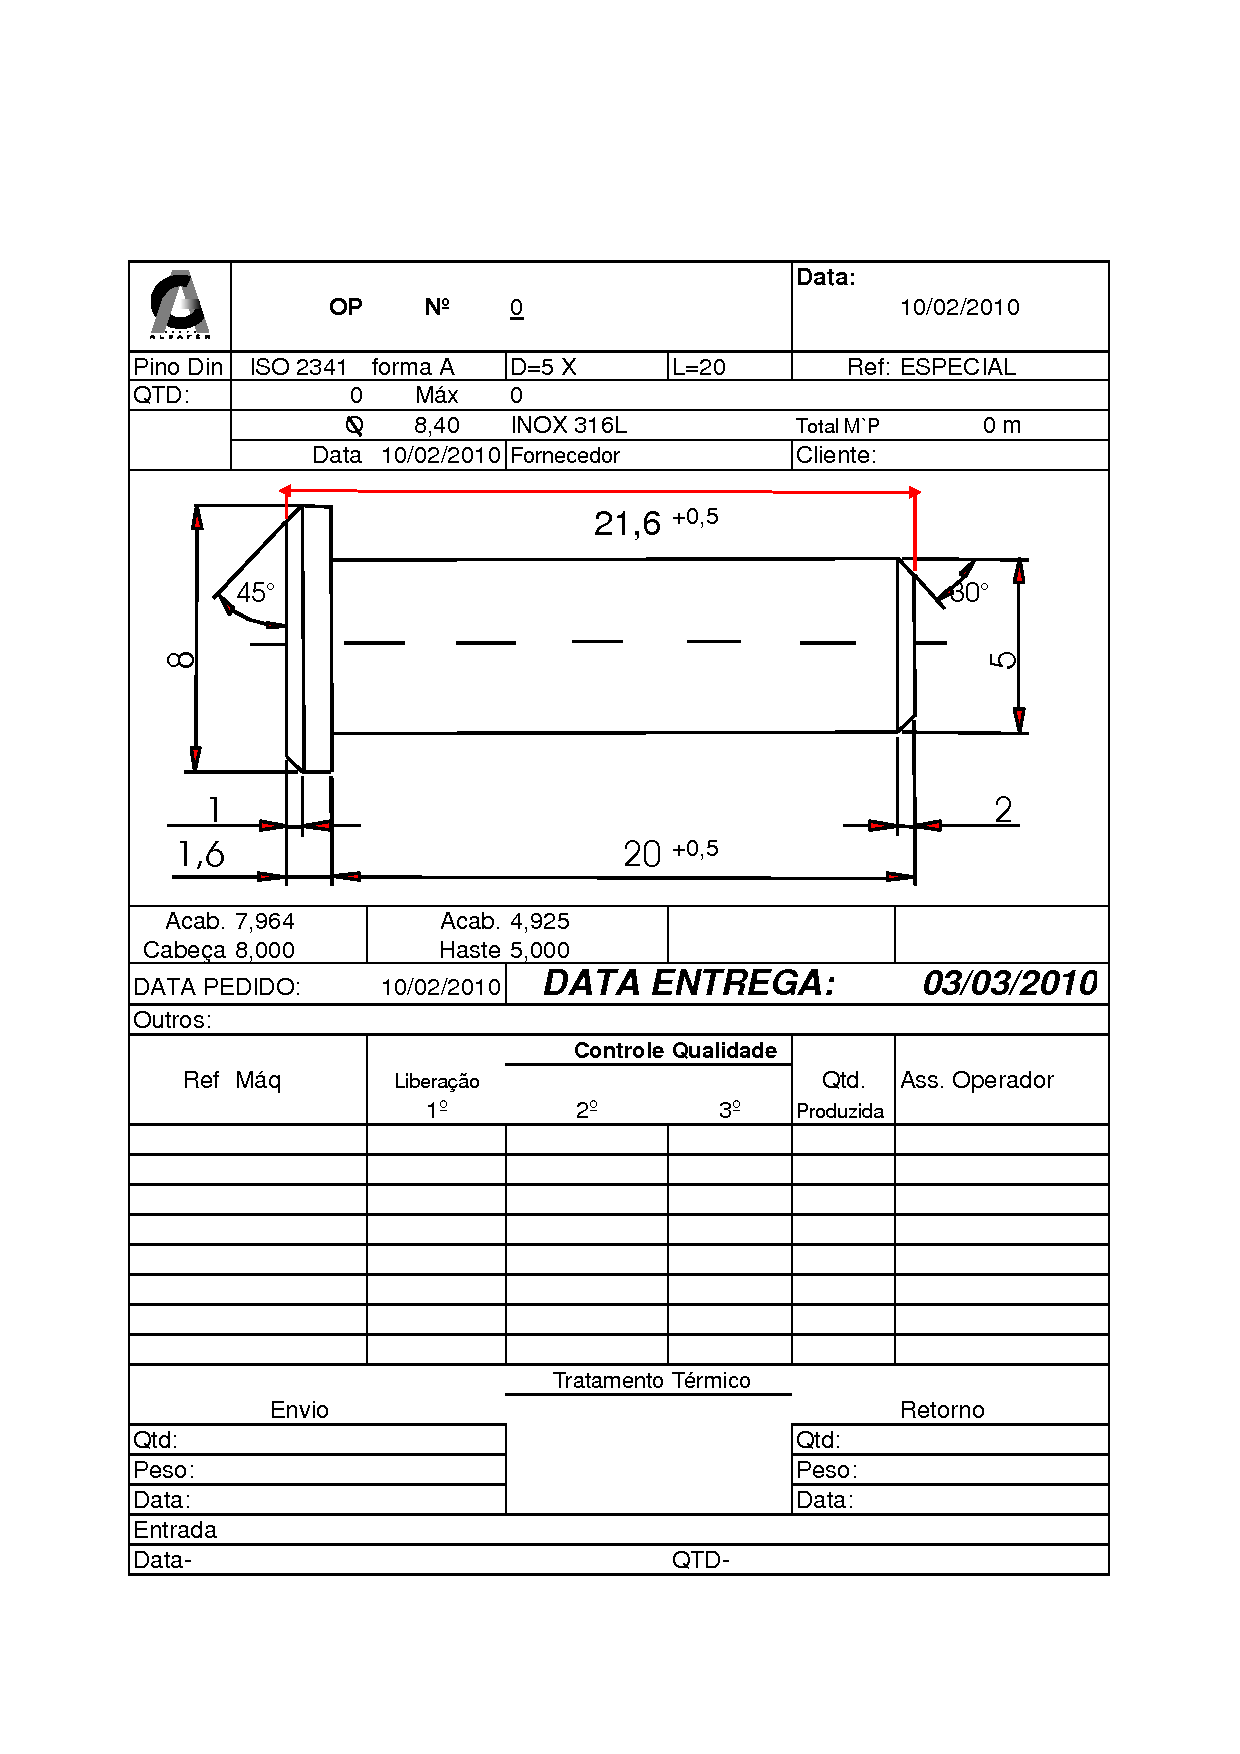 Data:
OP Nº 0 10/02/2010
ALBAFER
Pino Din ISO 2341 forma A D=5 X L=20 Ref: ESPECIAL
QTD: 0 Máx 0
Ø 8,40 INOX 316L Total M`P 0 m
Data 10/02/2010 Fornecedor Cliente:
21,6 +0,5
45° 30°
8 5
1 2
1,6 20 +0,5
Acab. 7,964 Acab. 4,925
Cabeça 8,000 Haste 5,000
DATA PEDIDO: 10/02/2010 DATA ENTREGA: 03/03/2010
Outros:
Controle Qualidade
Ref Máq Liberação Qtd. Ass. Operador
1º 2º 3º Produzida
Tratamento Térmico
Envio Retorno
Qtd: Qtd:
Peso: Peso:
Data: Data:
Entrada
Data- QTD-